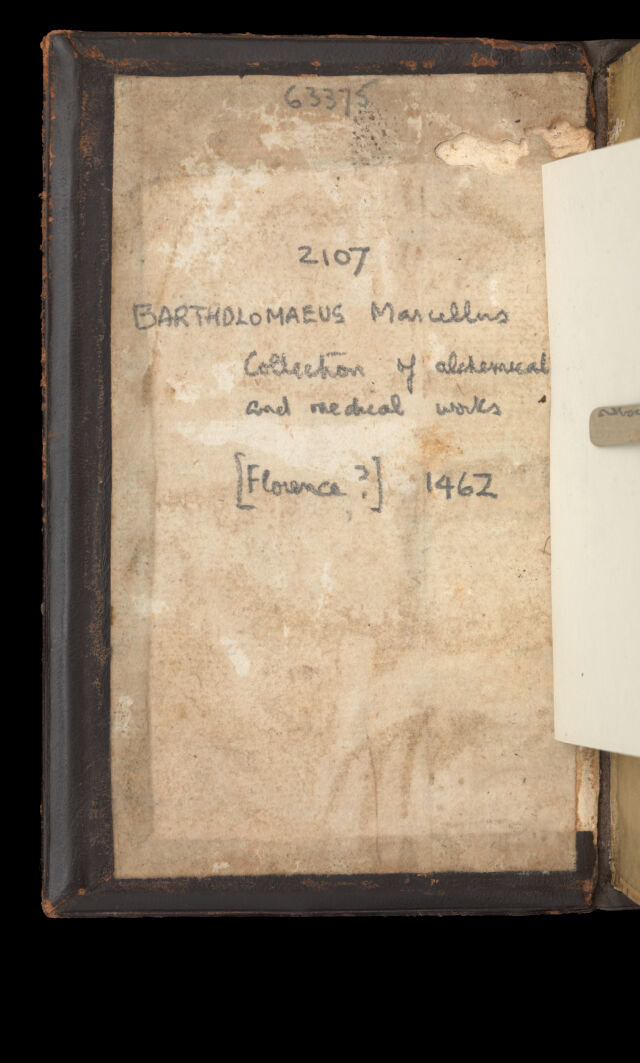 63375
2107
BARTHOLOMAEUS Marcellus
Collection of alchemical
and medical works
[Florence ?] 1462